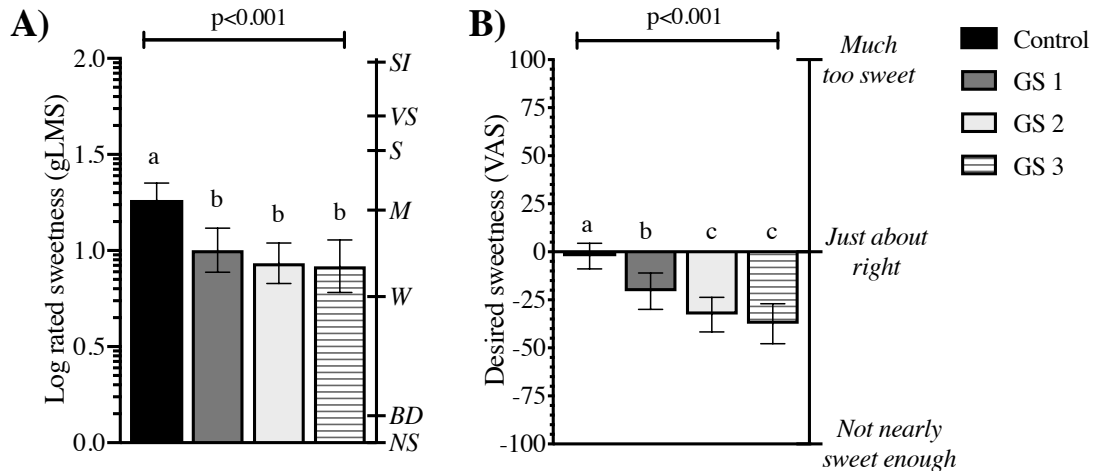 A)
p<0.001
Log rated sweetness (gLMS)
2.0
1.5
1.0
0.5
0.0
a
b
b
b
SI
VS
S
M
W
BD
NS
B)
p<0.001
Desired sweetness (VAS)
100
75
50
25
0
-25
-50
-75
-100
a
b
c
c
Much
too sweet
Just about
right
Not nearly
sweet enough
Control
GS 1
GS 2
GS 3